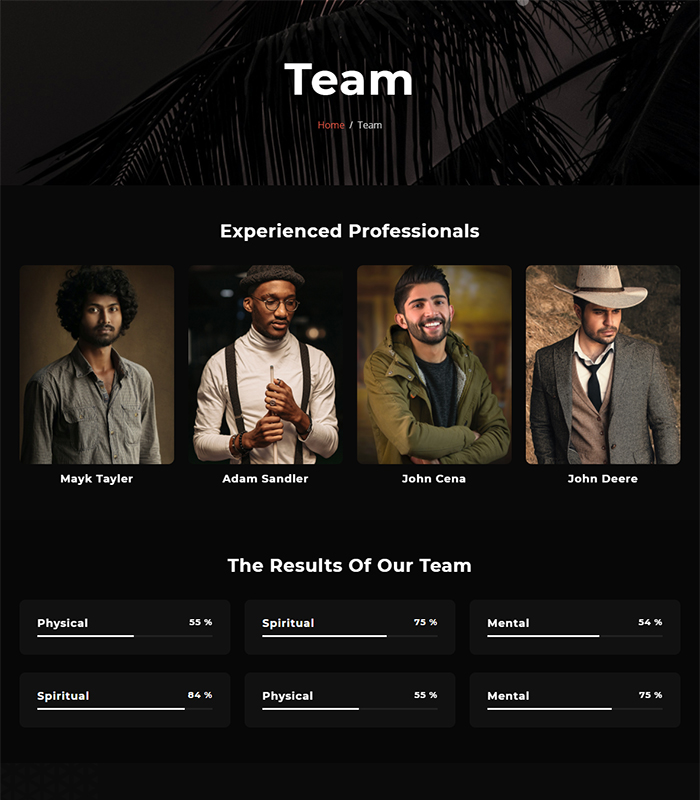 Team
Home / Team
Experienced Professionals
Mayk Tayler
Adam Sandler
John Cena
John Deere
The Results Of Our Team
Physical 55 %
Spiritual 75 %
Mental 54 %
Spiritual 84 %
Physical 55 %
Mental 75 %